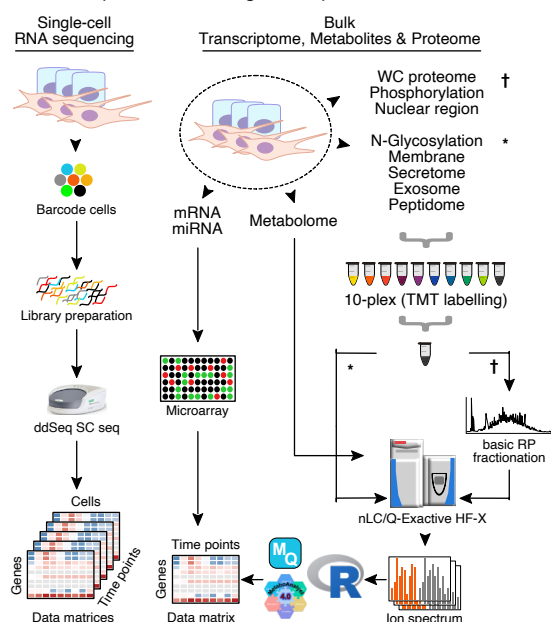 Single-cell
RNA sequencing
Bulk
Transcriptome, Metabolites & Proteome
WC proteome †
Phosphorylation
Nuclear region
N-Glycosylation *
Membrane
Secretome
Exosome
Peptidome
Barcode cells
mRNA
miRNA
Metabolome
10-plex (TMT labelling)
Library preparation
* †
Microarray
ddSeq SC seq
basic RP
fractionation
nLC/Q-Exactive HF-X
Cells
Genes
Time points
Data matrices
Time points
Genes
Data matrix
MQ
MetaboAnalyst
4.0
R
Ion spectrum